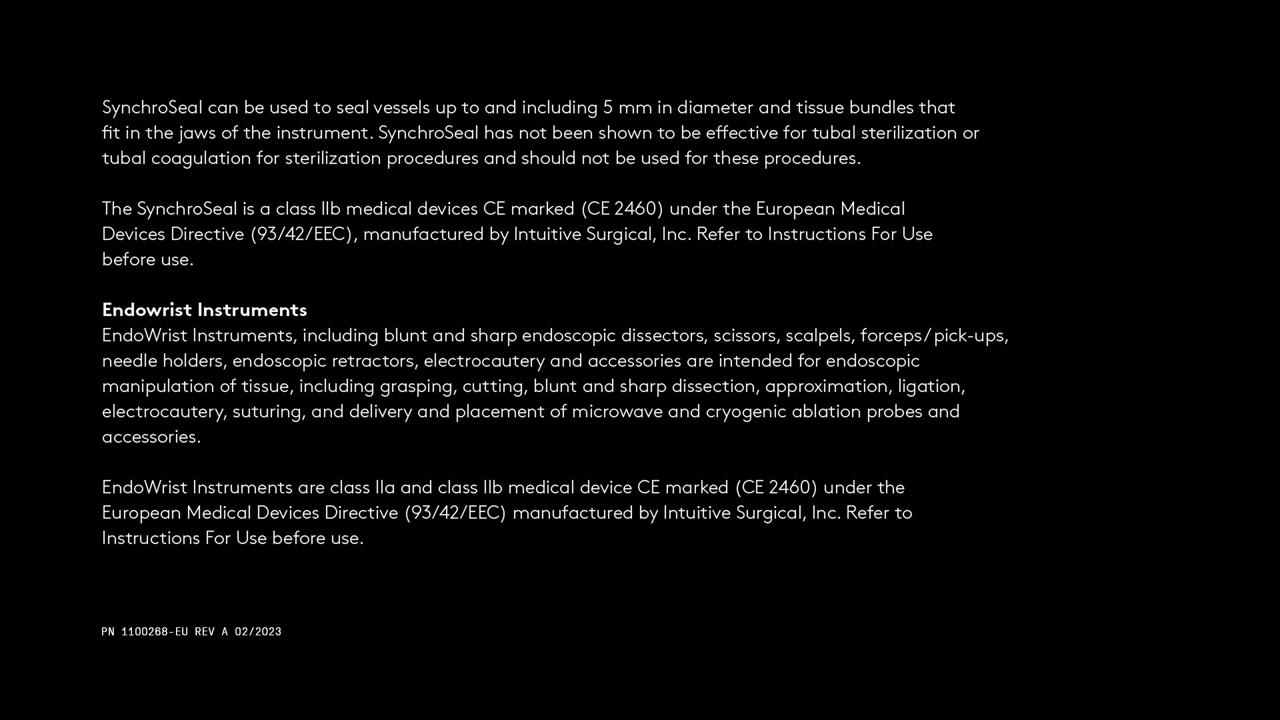 SynchroSeal can be used to seal vessels up to and including 5 mm in diameter and tissue bundles that
fit in the jaws of the instrument. SynchroSeal has not been shown to be effective for tubal sterilization or
tubal coagulation for sterilization procedures and should not be used for these procedures.
The SynchroSeal is a class IIb medical devices CE marked (CE 2460) under the European Medical
Devices Directive (93/42/EEC), manufactured by Intuitive Surgical, Inc. Refer to Instructions For Use
before use.
Endowrist Instruments
EndoWrist Instruments, including blunt and sharp endoscopic dissectors, scissors, scalpels, forceps/pick-ups,
needle holders, endoscopic retractors, electrocautery and accessories are intended for endoscopic
manipulation of tissue, including grasping, cutting, blunt and sharp dissection, approximation, ligation,
electrocautery, suturing, and delivery and placement of microwave and cryogenic ablation probes and
accessories.
EndoWrist Instruments are class IIa and class IIb medical device CE marked (CE 2460) under the
European Medical Devices Directive (93/42/EEC) manufactured by Intuitive Surgical, Inc. Refer to
Instructions For Use before use.
PN 1100268-EU REV A 02/2023